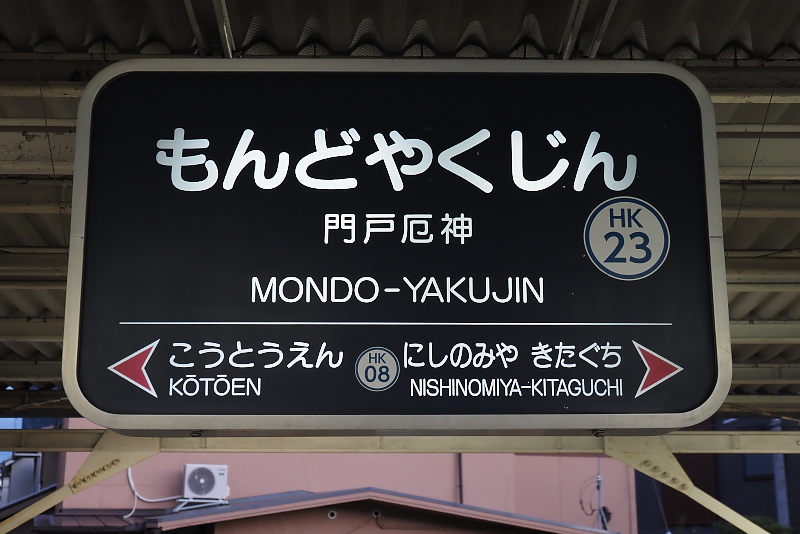 もんどやくじん
門戸厄神
HK
23
MONDO-YAKUJIN
こうとうえん
KŌTŌEN
HK
08
にしのみや きたぐち
NISHINOMIYA-KITAGUCHI